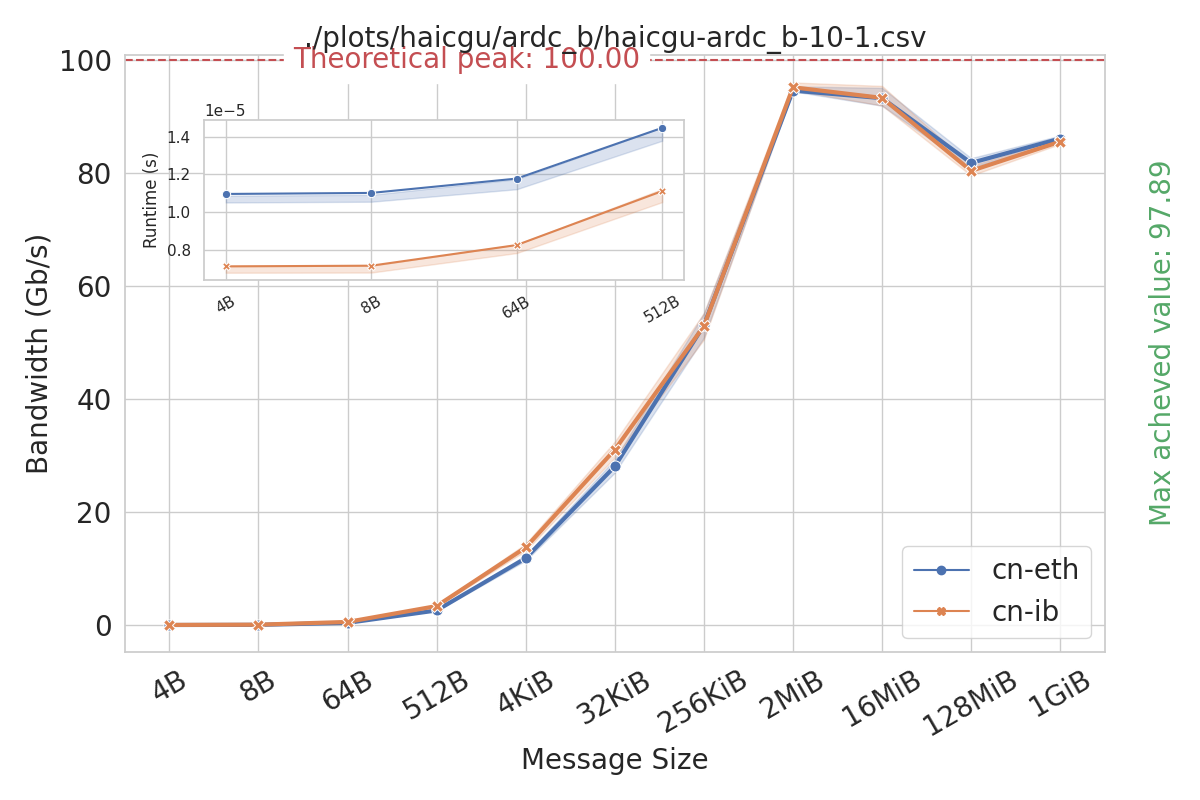 ./plots/haicgu/ardc_b/haicgu-ardc_b-10-1.csv
Theoretical peak: 100.00
100
80
60
40
20
0
Bandwidth (Gb/s)
1e−5
1.4
1.2
1.0
0.8
Runtime (s)
4B
8B
64B
512B
Max acheved value: 97.89
cn-eth
cn-ib
4B
8B
64B
512B
4KiB
32KiB
256KiB
2MiB
16MiB
128MiB
1GiB
Message Size